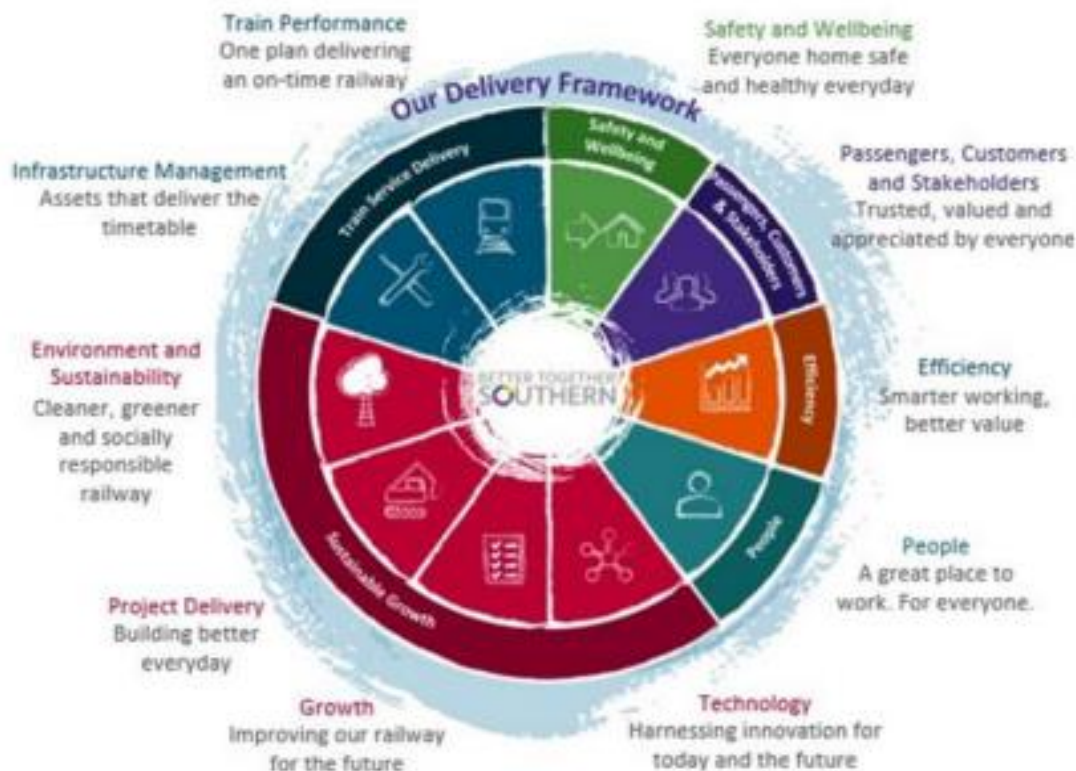 Train Performance
One plan delivering
an on-time railway
Safety and Wellbeing
Everyone home safe
and healthy everyday
Our Delivery Framework
Infrastructure Management
Assets that deliver the
timetable
Passengers, Customers
and Stakeholders
Trusted, valued and
appreciated by everyone
Train Service Delivery
Safety and
Wellbeing
Customers
& Stakeholders
Efficiency
People
Sustainable Growth
BETTER TOGETHER
SOUTHERN
Environment and
Sustainability
Cleaner, greener
and socially
responsible
railway
Efficiency
Smarter working,
better value
People
A great place to
work. For everyone.
Project Delivery
Building better
everyday
Growth
Improving our railway
for the future
Technology
Harnessing innovation for
today and the future